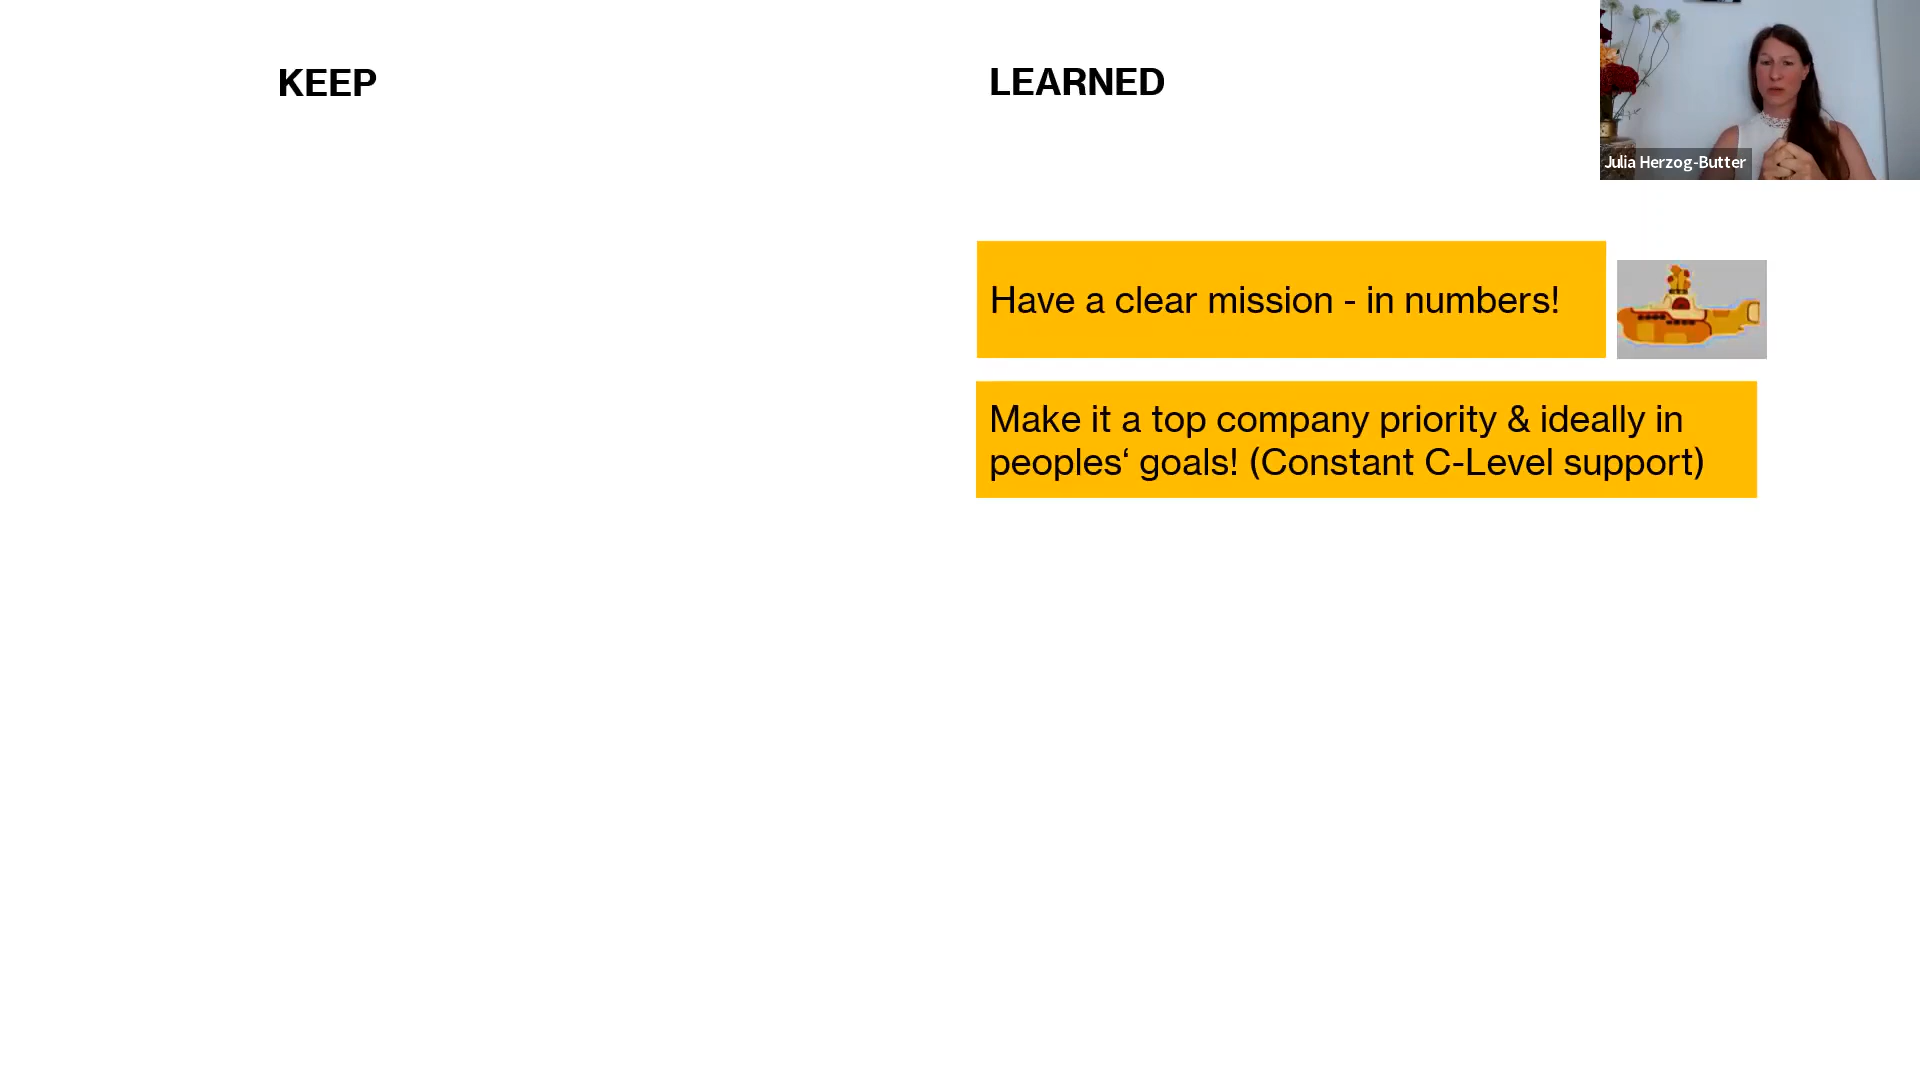 KEEP
LEARNED
Julia Herzog-Butter
Have a clear mission - in numbers!
Make it a top company priority & ideally in
peoples‘ goals! (Constant C-Level support)